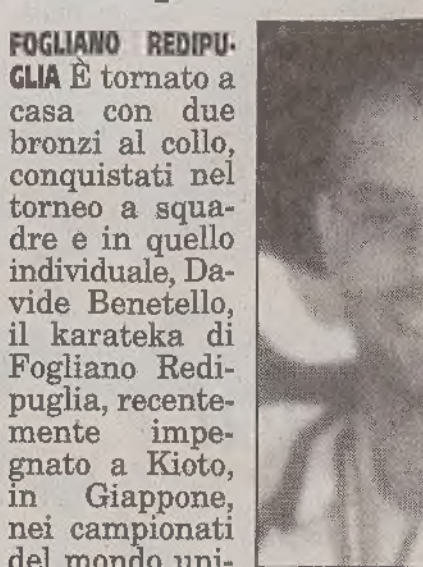 FOGLIANO REDIPU-
GLIA È tornato a
casa con due
bronzi al collo,
conquistati nel
torneo a squa-
dre e in quello
individuale, Da-
vide Benetello,
il karateka di
Fogliano Redi-
puglia, recente-
mente impe-
gnato a Kioto,
in Giappone,
nei campionati
del mondo uni-